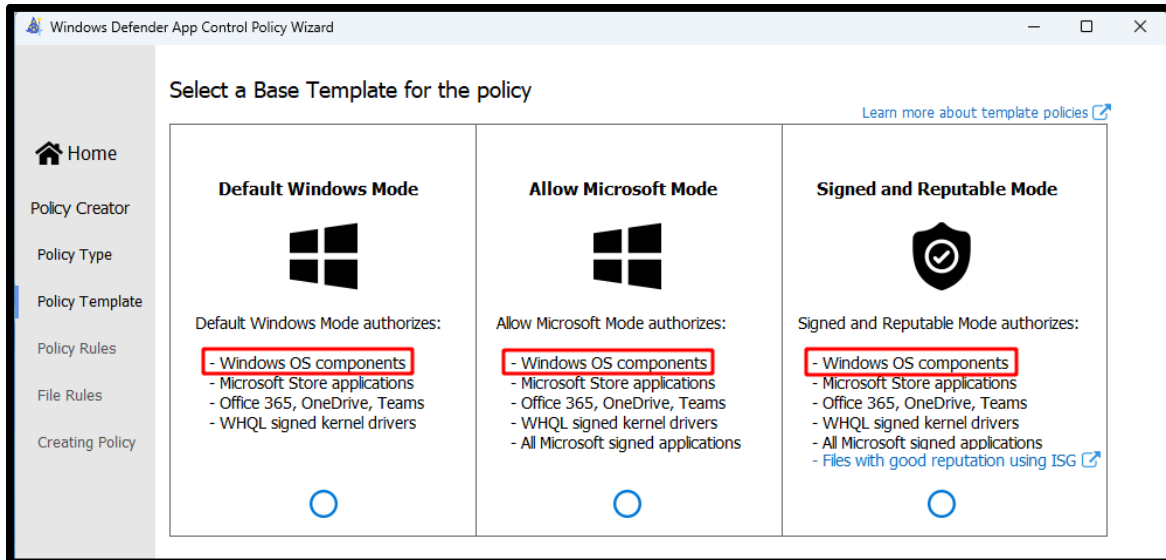 Windows Defender App Control Policy Wizard
Select a Base Template for the policy
Learn more about template policies
Home
Policy Creator
Policy Type
Policy Template
Policy Rules
File Rules
Creating Policy
Default Windows Mode
Default Windows Mode authorizes:
- Windows OS components
- Microsoft Store applications
- Office 365, OneDrive, Teams
- WHQL signed kernel drivers
Allow Microsoft Mode
Allow Microsoft Mode authorizes:
- Windows OS components
- Microsoft Store applications
- Office 365, OneDrive, Teams
- WHQL signed kernel drivers
- All Microsoft signed applications
Signed and Reputable Mode
Signed and Reputable Mode authorizes:
- Windows OS components
- Microsoft Store applications
- Office 365, OneDrive, Teams
- WHQL signed kernel drivers
- All Microsoft signed applications
- Files with good reputation using ISG